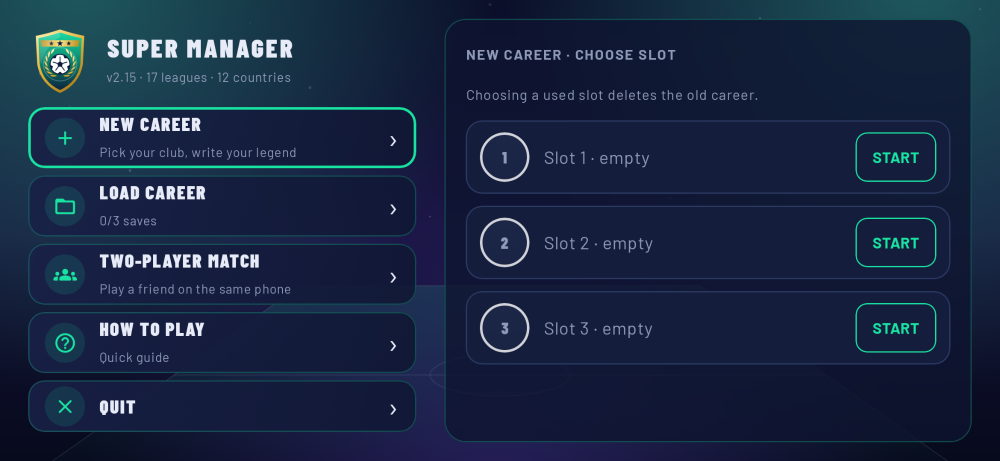 SUPER MANAGER
v2.15 · 17 leagues · 12 countries
NEW CAREER
Pick your club, write your legend
LOAD CAREER
0/3 saves
TWO-PLAYER MATCH
Play a friend on the same phone
HOW TO PLAY
Quick guide
QUIT
NEW CAREER · CHOOSE SLOT
Choosing a used slot deletes the old career.
1 Slot 1 · empty START
2 Slot 2 · empty START
3 Slot 3 · empty START